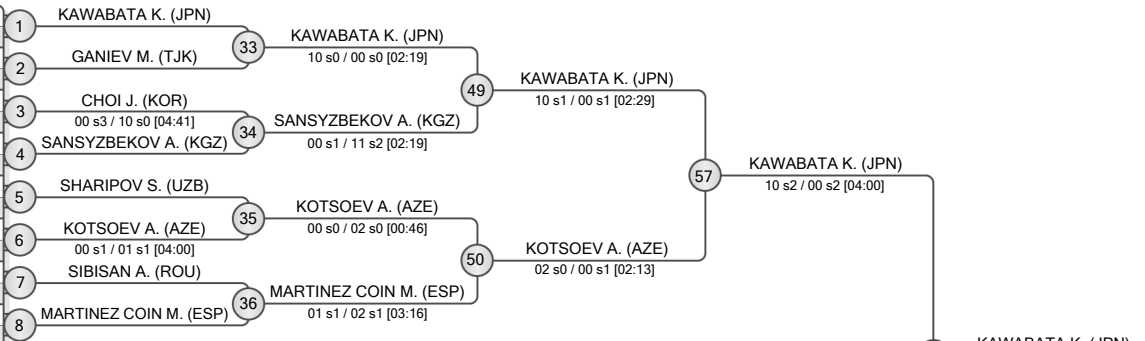 1
KAWABATA K. (JPN)
33
KAWABATA K. (JPN)
10 s0 / 00 s0 [02:19]
2
GANIEV M. (TJK)
49
KAWABATA K. (JPN)
10 s1 / 00 s1 [02:29]
3
CHOI J. (KOR)
00 s3 / 10 s0 [04:41]
34
SANSYZBEKOV A. (KGZ)
00 s1 / 11 s2 [02:19]
4
SANSYZBEKOV A. (KGZ)
57
KAWABATA K. (JPN)
10 s2 / 00 s2 [04:00]
5
SHARIPOV S. (UZB)
35
KOTSOEV A. (AZE)
00 s0 / 02 s0 [00:46]
6
KOTSOEV A. (AZE)
00 s1 / 01 s1 [04:00]
50
KOTSOEV A. (AZE)
02 s0 / 00 s1 [02:13]
7
SIBISAN A. (ROU)
36
MARTINEZ COIN M. (ESP)
01 s1 / 02 s1 [03:16]
8
MARTINEZ COIN M. (ESP)
KAWABATA K. (JPN)